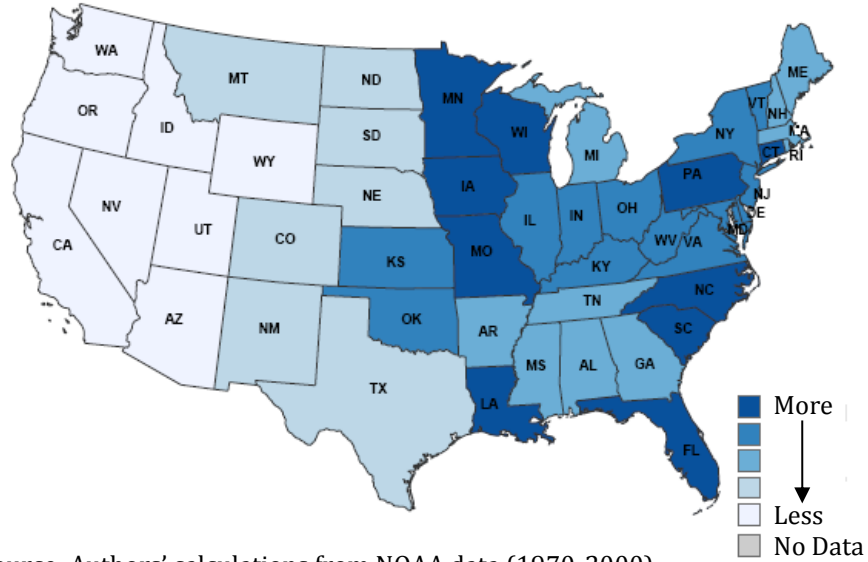 WA
MT
ND
MN
ME
OR
ID
SD
WI
VT
NH
WY
MI
NY
CT
RI
NV
NE
IA
PA
NJ
UT
IL
IN
OH
DE
CA
CO
KS
MO
WV
VA
MD
KY
AZ
NM
OK
AR
TN
NC
SC
TX
LA
MS
AL
GA
FL
More
Less
No Data
Authors' calculations from NOAA data (1970-2000)